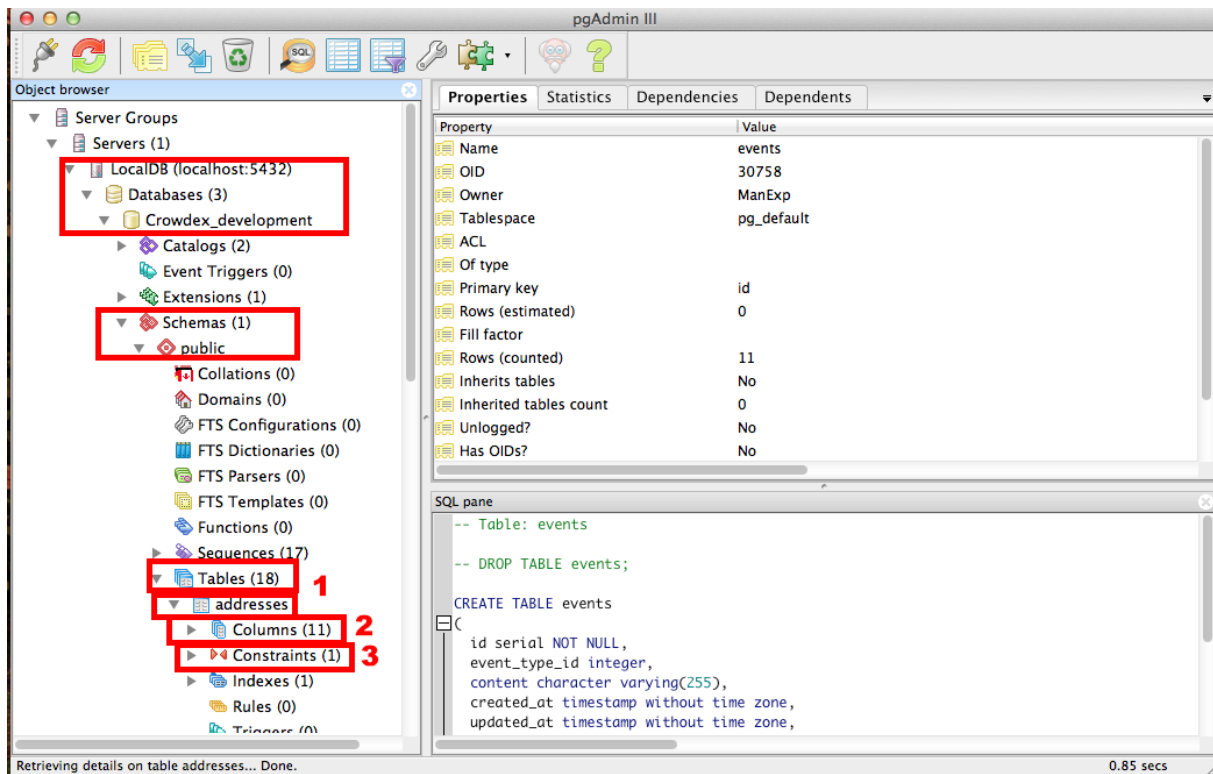 pgAdmin III
SQL
Object browser
Server Groups
Servers (1)
LocalDB (localhost:5432)
Databases (3)
Crowdex_development
Catalogs (2)
Event Triggers (0)
Extensions (1)
Schemas (1)
public
Collations (0)
Domains (0)
FTS Configurations (0)
FTS Dictionaries (0)
FTS Parsers (0)
FTS Templates (0)
Functions (0)
Sequences (17)
Tables (18) 1
addresses
Columns (11) 2
Constraints (1) 3
Indexes (1)
Rules (0)
Triggers (0)
Properties Statistics Dependencies Dependents
Property Value
Name events
OID 30758
Owner ManExp
Tablespace pg_default
ACL
Of type
Primary key id
Rows (estimated) 0
Fill factor
Rows (counted) 11
Inherits tables No
Inherited tables count 0
Unlogged? No
Has OIDs? No
SQL pane
-- Table: events
-- DROP TABLE events;
CREATE TABLE events
(
id serial NOT NULL,
event_type_id integer,
content character varying(255),
created_at timestamp without time zone,
updated_at timestamp without time zone,
Retrieving details on table addresses... Done. 0.85 secs